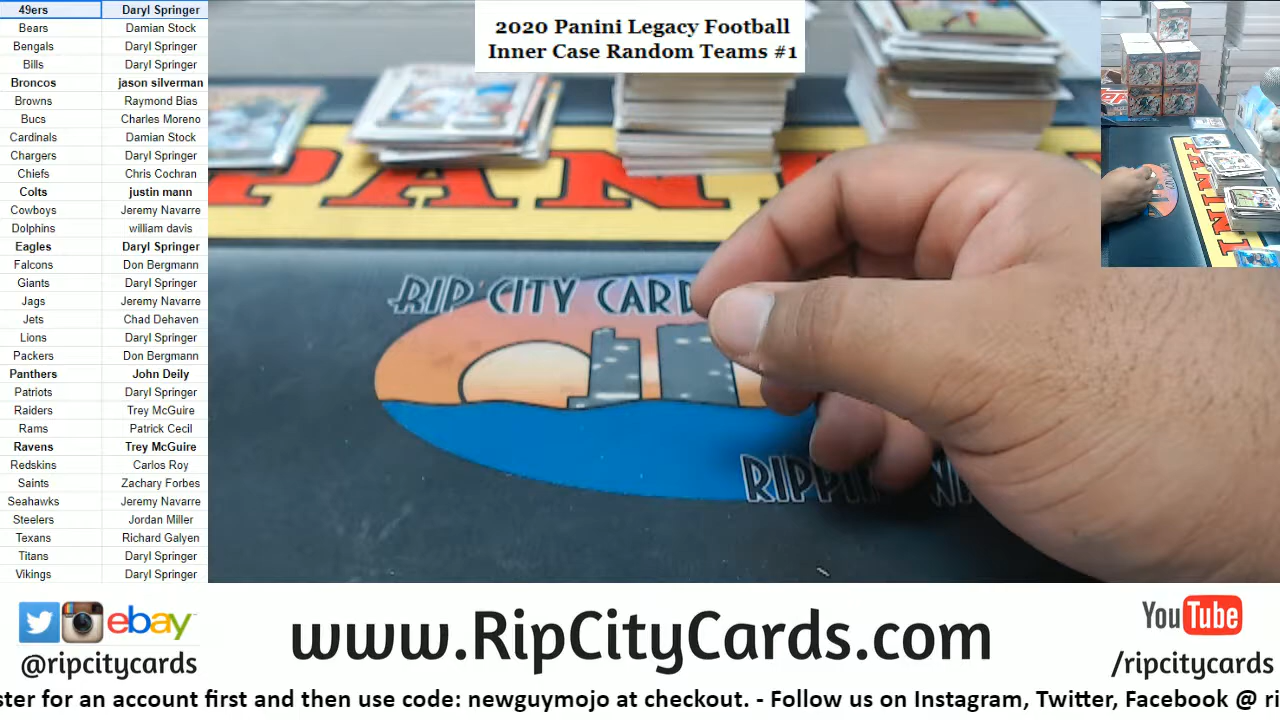 49ers Daryl Springer
Bears Damian Stock
Bengals Daryl Springer
Bills Daryl Springer
Broncos jason silverman
Browns Raymond Bias
Bucs Charles Moreno
Cardinals Damian Stock
Chargers Daryl Springer
Chiefs Chris Cochran
Colts justin mann
Cowboys Jeremy Navarre
Dolphins william davis
Eagles Daryl Springer
Falcons Don Bergmann
Giants Daryl Springer
Jags Jeremy Navarre
Jets Chad Dehaven
Lions Daryl Springer
Packers Don Bergmann
Panthers John Deily
Patriots Daryl Springer
Raiders Trey McGuire
Rams Patrick Cecil
Ravens Trey McGuire
Redskins Carlos Roy
Saints Zachary Forbes
Seahawks Jeremy Navarre
Steelers Jordan Miller
Texans Richard Galyen
Titans Daryl Springer
Vikings Daryl Springer
2020 Panini Legacy Football
Inner Case Random Teams #1
PANINI
RIP CITY CARD
ebay
@ripcitycards
www.RipCityCards.com
YouTube
/ripcitycards
ster for an account first and then use code: newguymojo at checkout. - Follow us on Instagram, Twitter, Facebook @ ri